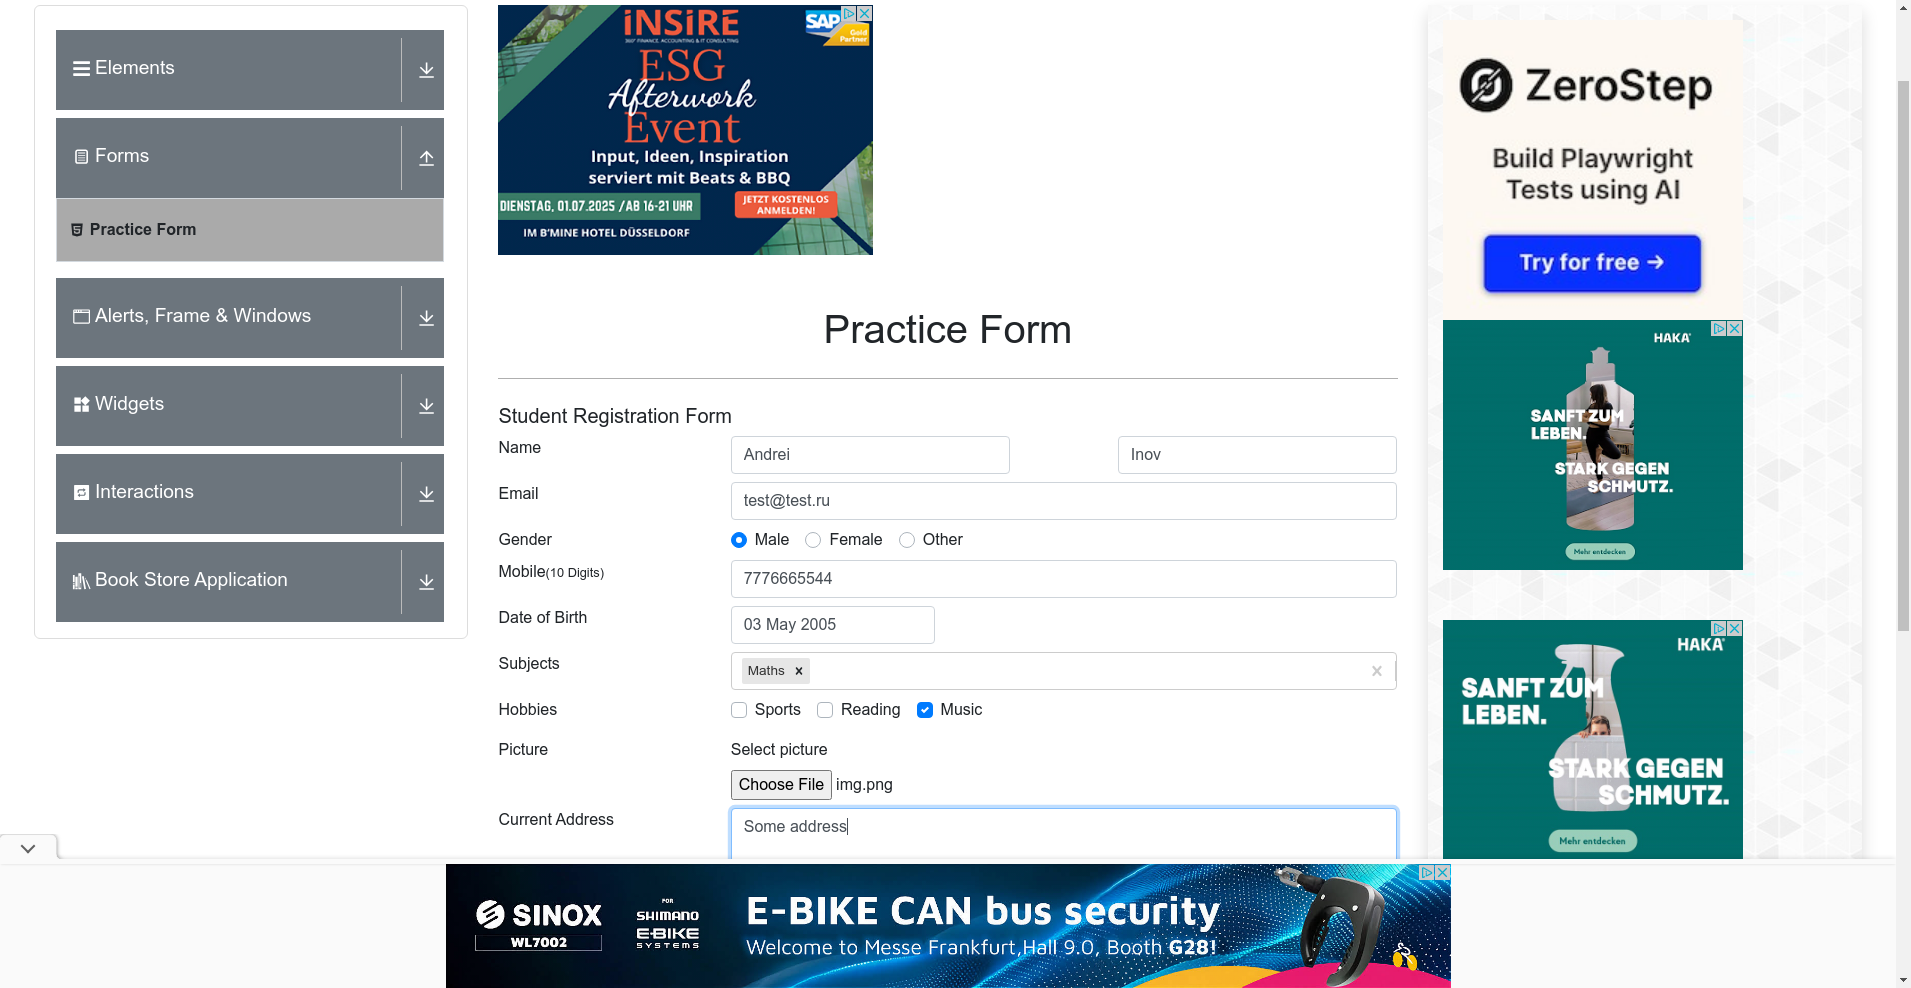 Elements
Forms
Practice Form
Alerts, Frame & Windows
Widgets
Interactions
Book Store Application
iNSiRE
360° FINANCE, ACCOUNTING & IT CONSULTING
SAP
Gold
Partner
ESG
Afterwork
Event
Input, Ideen, Inspiration
serviert mit Beats & BBQ
DIENSTAG, 01.07.2025 /AB 16-21 UHR
JETZT KOSTENLOS
ANMELDEN!
IM B'MINE HOTEL DÜSSELDORF
Practice Form
Student Registration Form
Name
Andrei
Inov
Email
test@test.ru
Gender
Male
Female
Other
Mobile(10 Digits)
7776665544
Date of Birth
03 May 2005
Subjects
Maths
Hobbies
Sports
Reading
Music
Picture
Select picture
Choose File img.png
Current Address
Some address
ZeroStep
Build Playwright
Tests using AI
Try for free →
HAKA®
SANFT ZUM
LEBEN.
STARK GEGEN
SCHMUTZ.
Mehr entdecken
HAKA®
SANFT ZUM
LEBEN.
STARK GEGEN
SCHMUTZ.
Mehr entdecken
SINOX
WL7002
FOR
SHIMANO
E-BIKE
SYSTEMS
E-BIKE CAN bus security
Welcome to Messe Frankfurt,Hall 9.0, Booth G28!